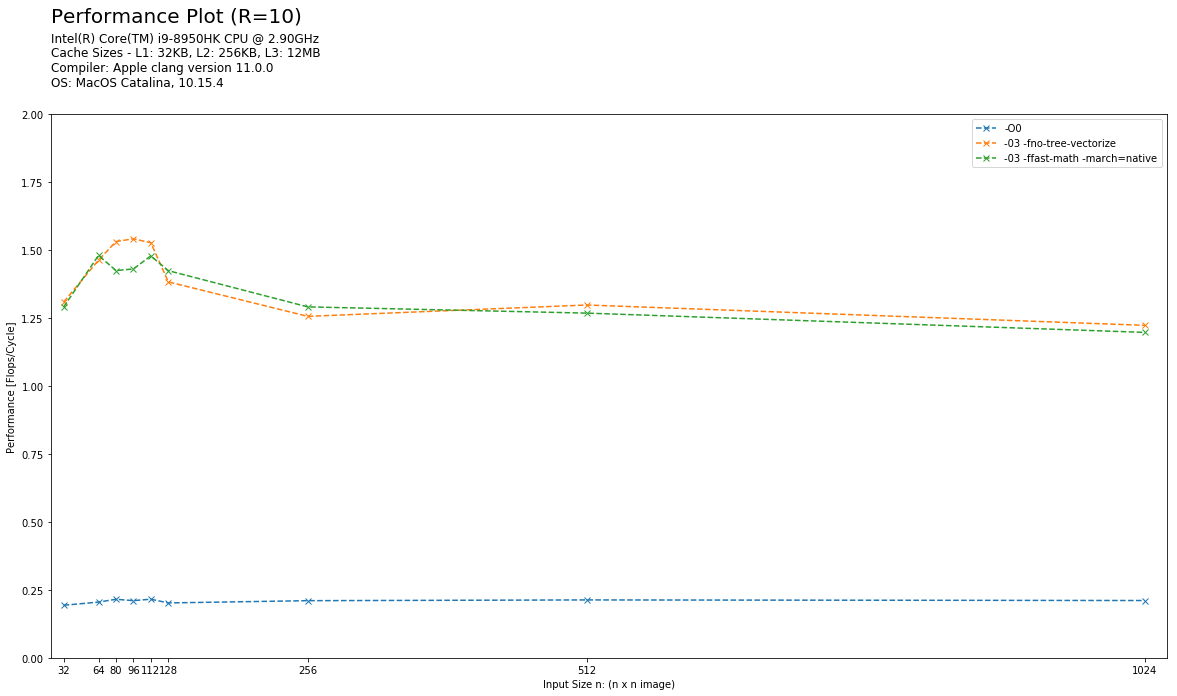 Performance Plot (R=10)
Intel(R) Core(TM) i9-8950HK CPU @ 2.90GHz
Cache Sizes - L1: 32KB, L2: 256KB, L3: 12MB
Compiler: Apple clang version 11.0.0
OS: MacOS Catalina, 10.15.4
-O0
-03 -fno-tree-vectorize
-03 -ffast-math -march=native
Performance [Flops/Cycle]
2.00
1.75
1.50
1.25
1.00
0.75
0.50
0.25
0.00
32 64 80 96 112 128 256 512 1024
Input Size n: (n x n image)